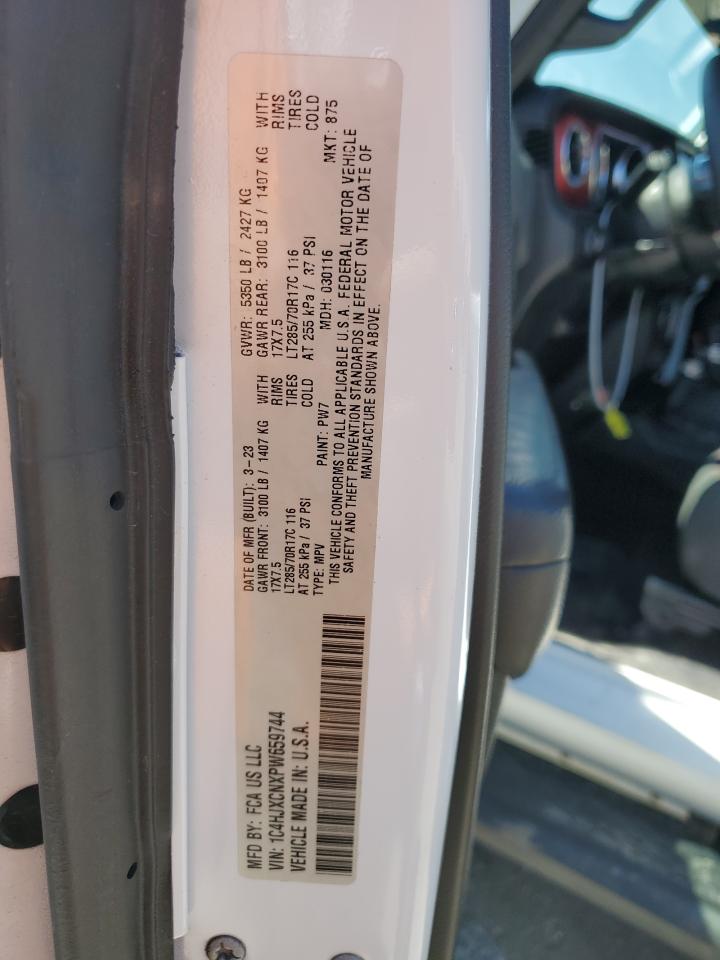 MFD BY: FCA US LLC
VIN: 1C4HJXCNXPW659744
VEHICLE MADE IN: U.S.A.
DATE OF MFR (BUILT): 3-23
GVWR: 5350 LB / 2427 KG
GAWR FRONT: 3100 LB / 1407 KG WITH
GAWR REAR: 3100 LB / 1407 KG WITH
17X7.5 RIMS
17X7.5 RIMS
LT285/70R17C 116 TIRES
LT285/70R17C 116 TIRES
AT 255 kPa / 37 PSI COLD
AT 255 kPa / 37 PSI COLD
TYPE: MPV PAINT: PW7 MDH: 030116 MKT: 875
THIS VEHICLE CONFORMS TO ALL APPLICABLE U.S.A. FEDERAL MOTOR VEHICLE
SAFETY AND THEFT PREVENTION STANDARDS IN EFFECT ON THE DATE OF
MANUFACTURE SHOWN ABOVE.